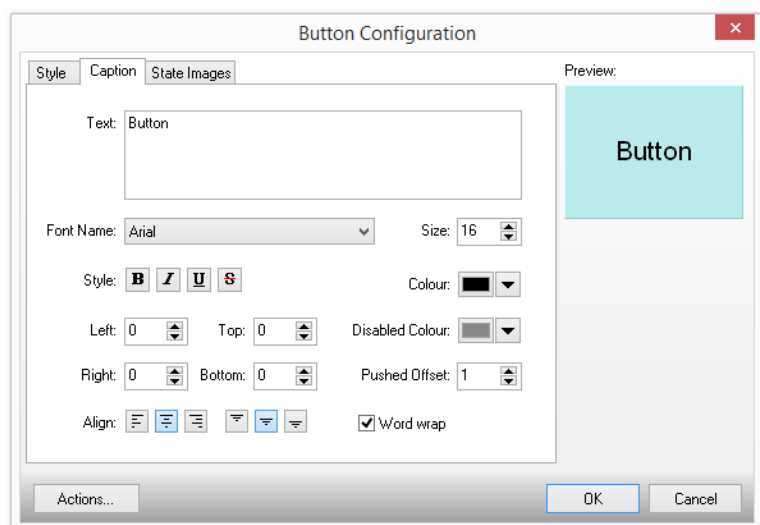 Button Configuration
Style Caption State Images
Preview:
Text: Button
Button
Font Name: Arial Size: 16
Style: B I U S Colour:
Left: 0 Top: 0 Disabled Colour:
Right: 0 Bottom: 0 Pushed Offset: 1
Align: Word wrap
Actions... OK Cancel